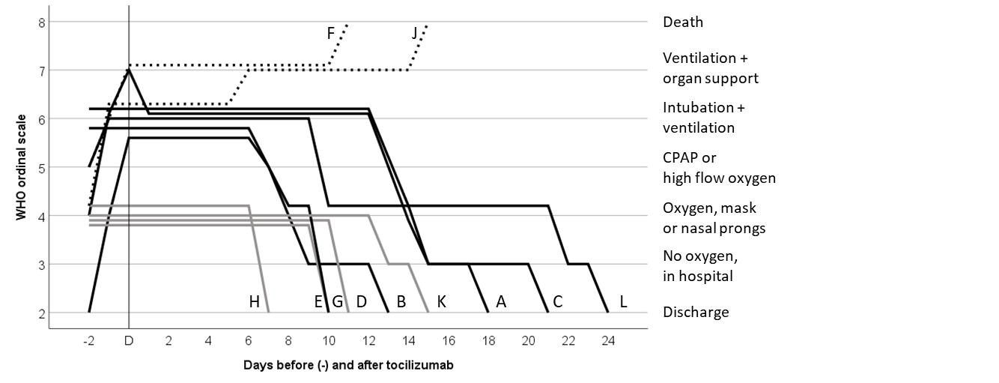 8
7
6
5
4
3
2
WHO ordinal scale
F
J
H
E
G
D
B
K
A
C
L
-2 D 2 4 6 8 10 12 14 16 18 20 22 24
Days before (-) and after tocilizumab
Death
Ventilation +
organ support
Intubation +
ventilation
CPAP or
high flow oxygen
Oxygen, mask
or nasal prongs
No oxygen,
in hospital
Discharge